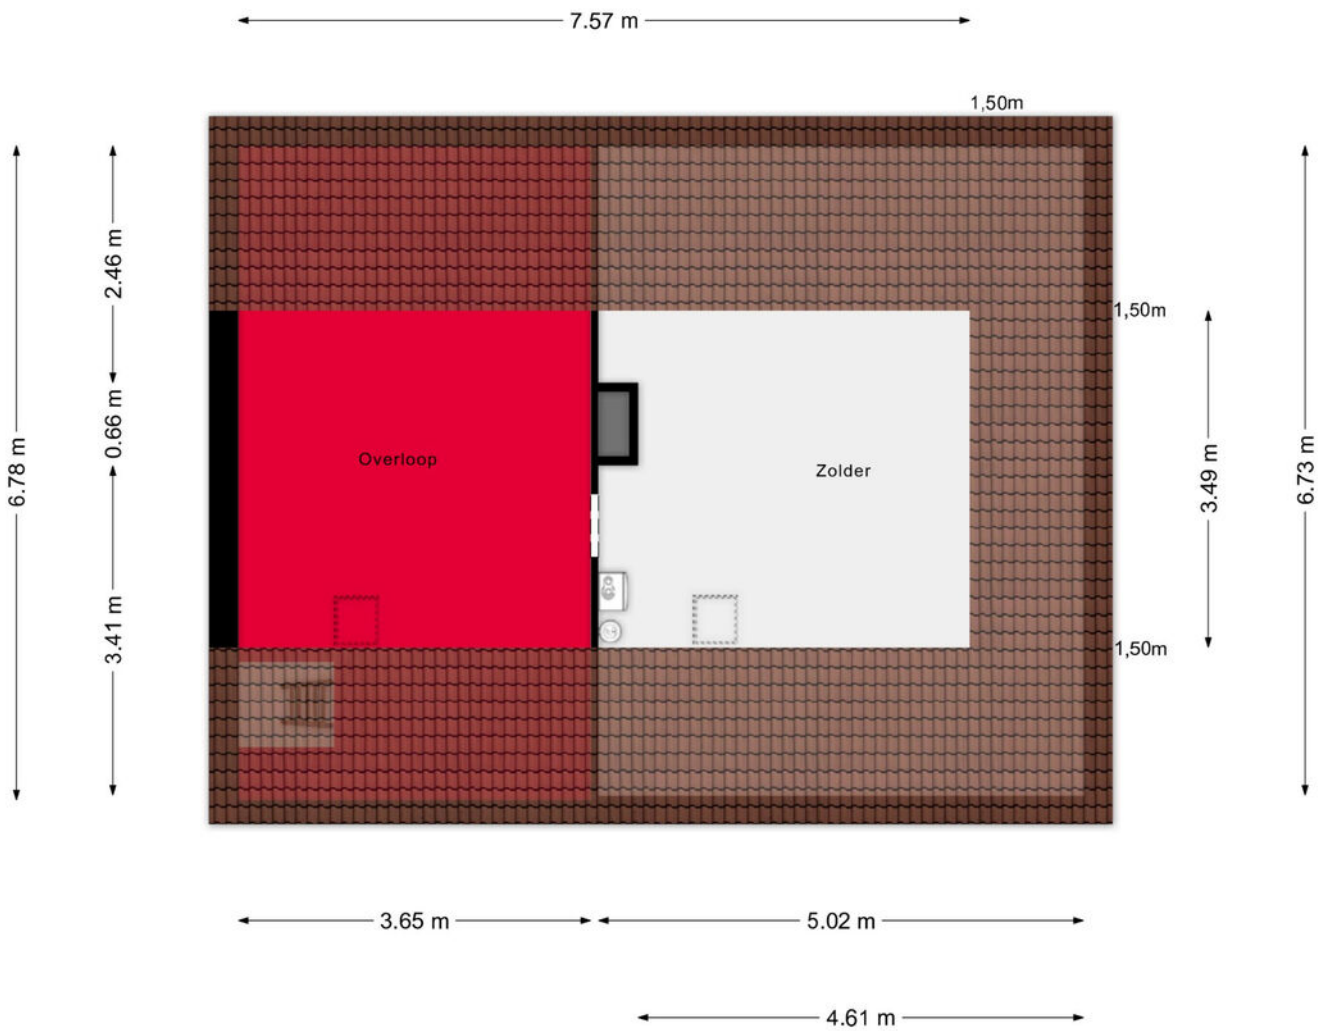 7.57 m
1,50m
2.46 m
0.66 m
3.41 m
6.78 m
Overloop
Zolder
1,50m
1,50m
3.49 m
6.73 m
3.65 m
5.02 m
4.61 m